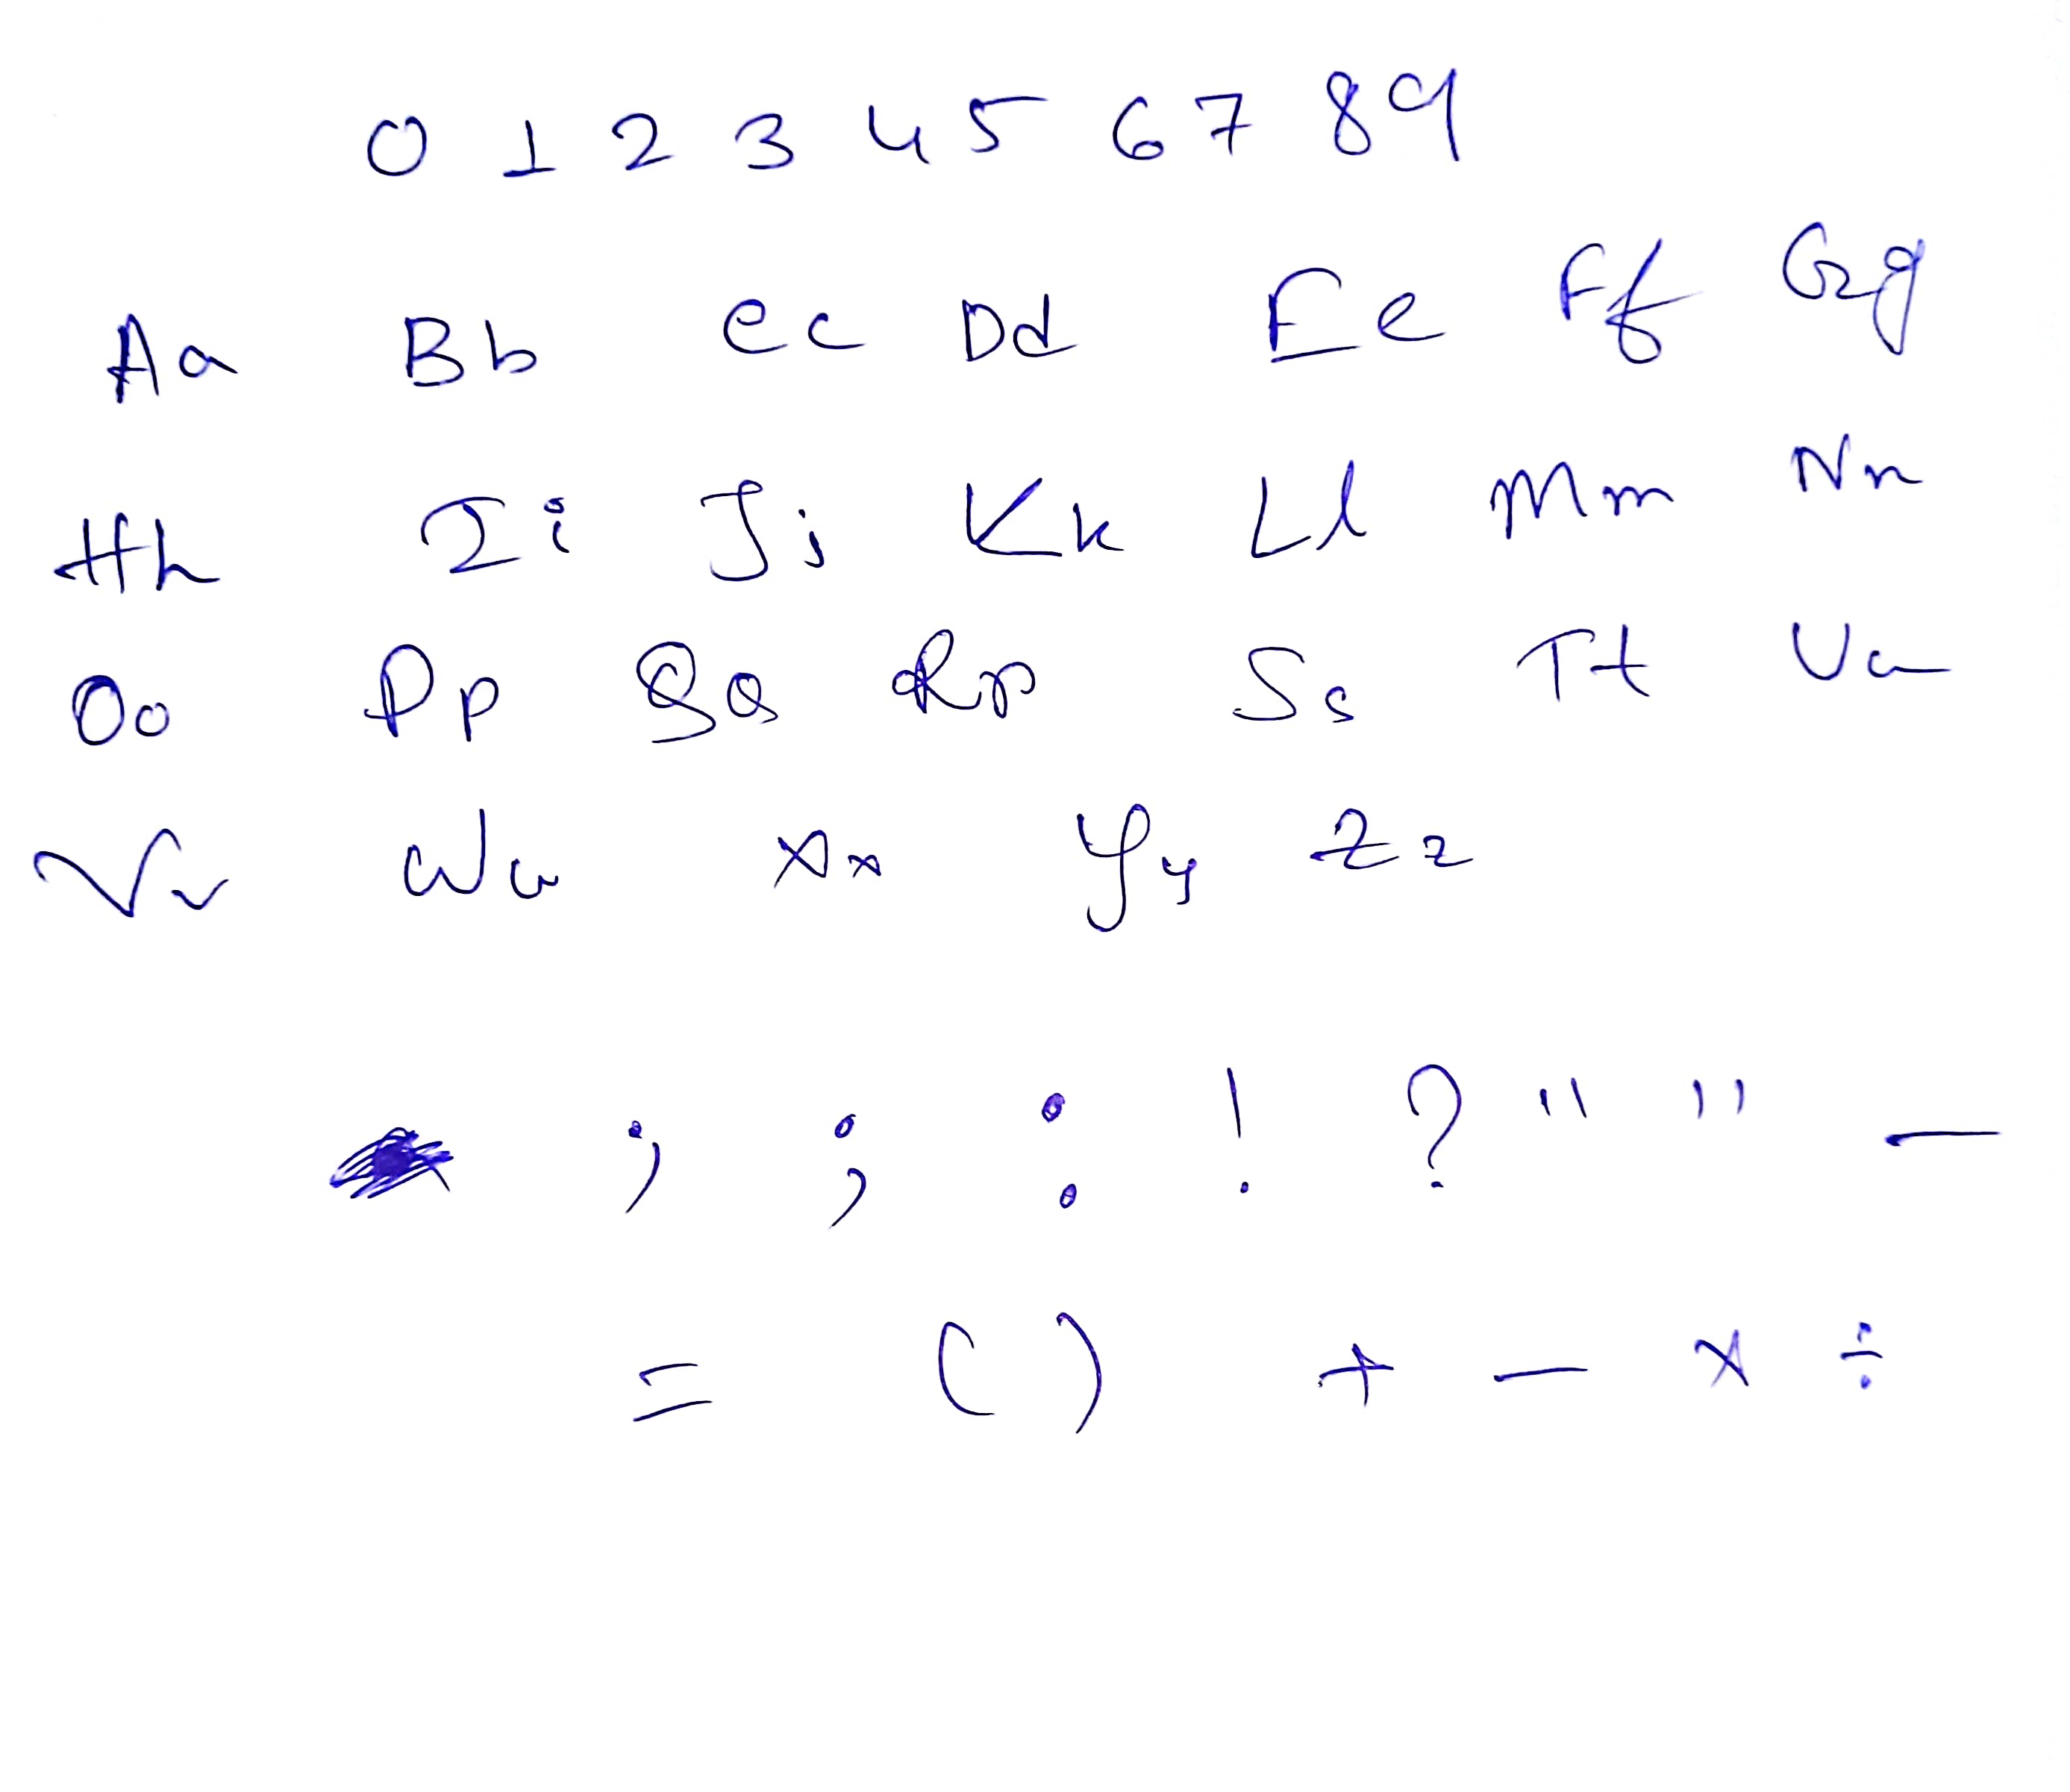 0 1 2 3 4 5 6 7 8 9
Aa Bb Cc Dd Ee Ff Gg
Hh Ii Jj Kk Ll Mm Nn
Oo Pp Qq Rr Ss Tt Uu
Vv Ww Xx Yy Zz
; ; : ! ? " " —
= ( ) + — × ÷